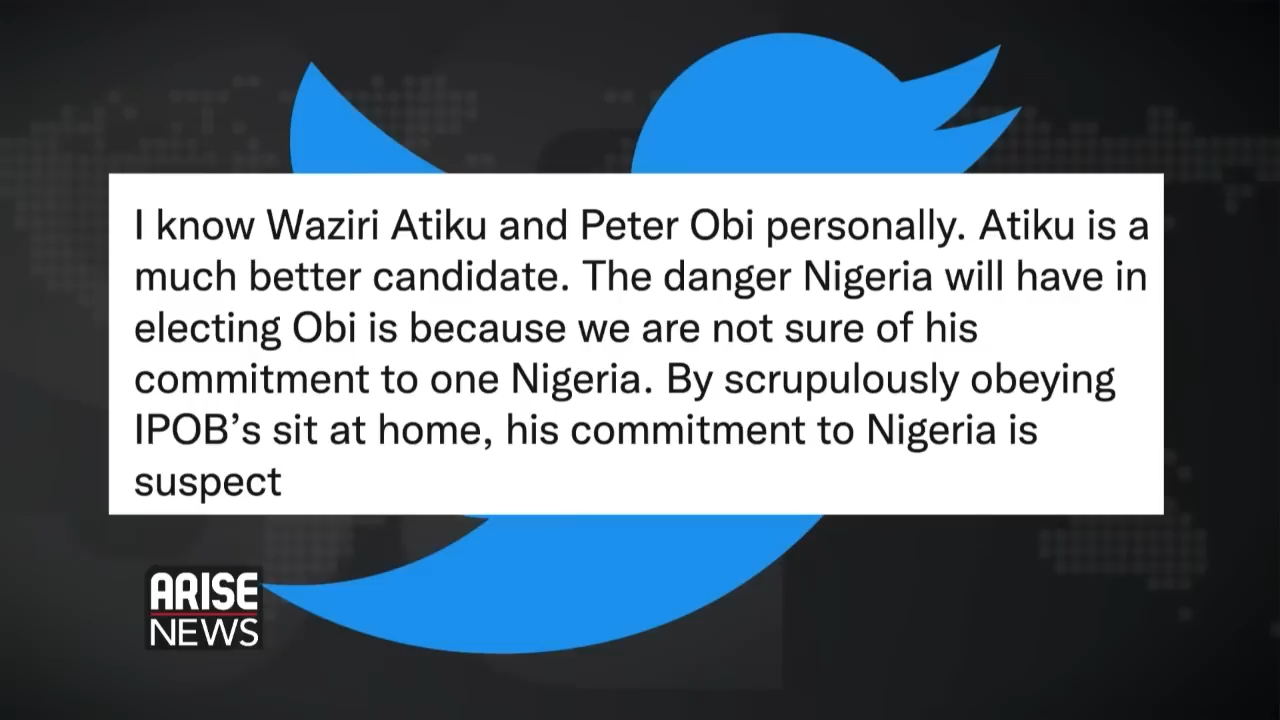 I know Waziri Atiku and Peter Obi personally. Atiku is a
much better candidate. The danger Nigeria will have in
electing Obi is because we are not sure of his
commitment to one Nigeria. By scrupulously obeying
IPOB’s sit at home, his commitment to Nigeria is
suspect
ARISE
NEWS